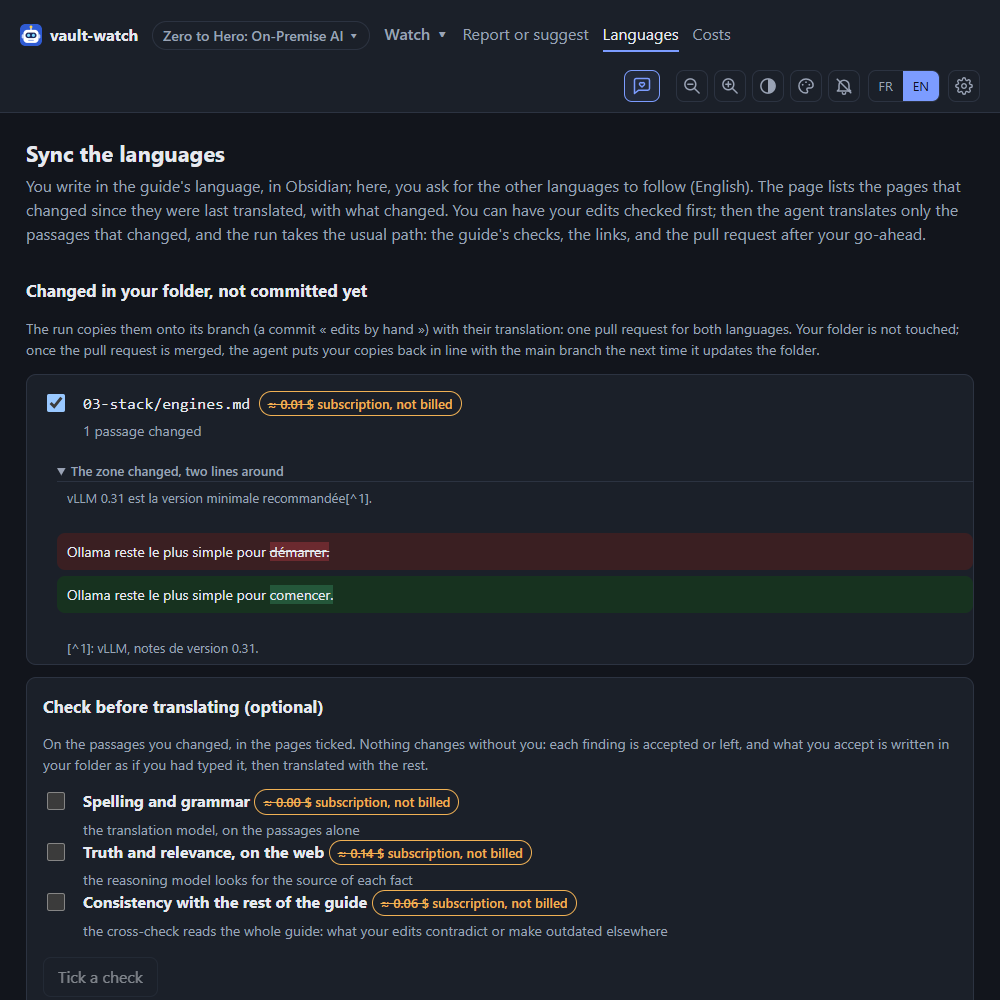 vault-watch
Zero to Hero: On-Premise AI
Watch
Report or suggest
Languages
Costs
FR
EN
Sync the languages
You write in the guide's language, in Obsidian; here, you ask for the other languages to follow (English). The page lists the pages that
changed since they were last translated, with what changed. You can have your edits checked first; then the agent translates only the
passages that changed, and the run takes the usual path: the guide's checks, the links, and the pull request after your go-ahead.
Changed in your folder, not committed yet
The run copies them onto its branch (a commit « edits by hand ») with their translation: one pull request for both languages. Your folder is not touched;
once the pull request is merged, the agent puts your copies back in line with the main branch the next time it updates the folder.
03-stack/engines.md ≈ 0.01 $ subscription, not billed
1 passage changed
▼ The zone changed, two lines around
vLLM 0.31 est la version minimale recommandée[^1].
Ollama reste le plus simple pour démarrer.
Ollama reste le plus simple pour comencer.
[^1]: vLLM, notes de version 0.31.
Check before translating (optional)
On the passages you changed, in the pages ticked. Nothing changes without you: each finding is accepted or left, and what you accept is written in
your folder as if you had typed it, then translated with the rest.
Spelling and grammar ≈ 0.00 $ subscription, not billed
the translation model, on the passages alone
Truth and relevance, on the web ≈ 0.14 $ subscription, not billed
the reasoning model looks for the source of each fact
Consistency with the rest of the guide ≈ 0.06 $ subscription, not billed
the cross-check reads the whole guide: what your edits contradict or make outdated elsewhere
Tick a check